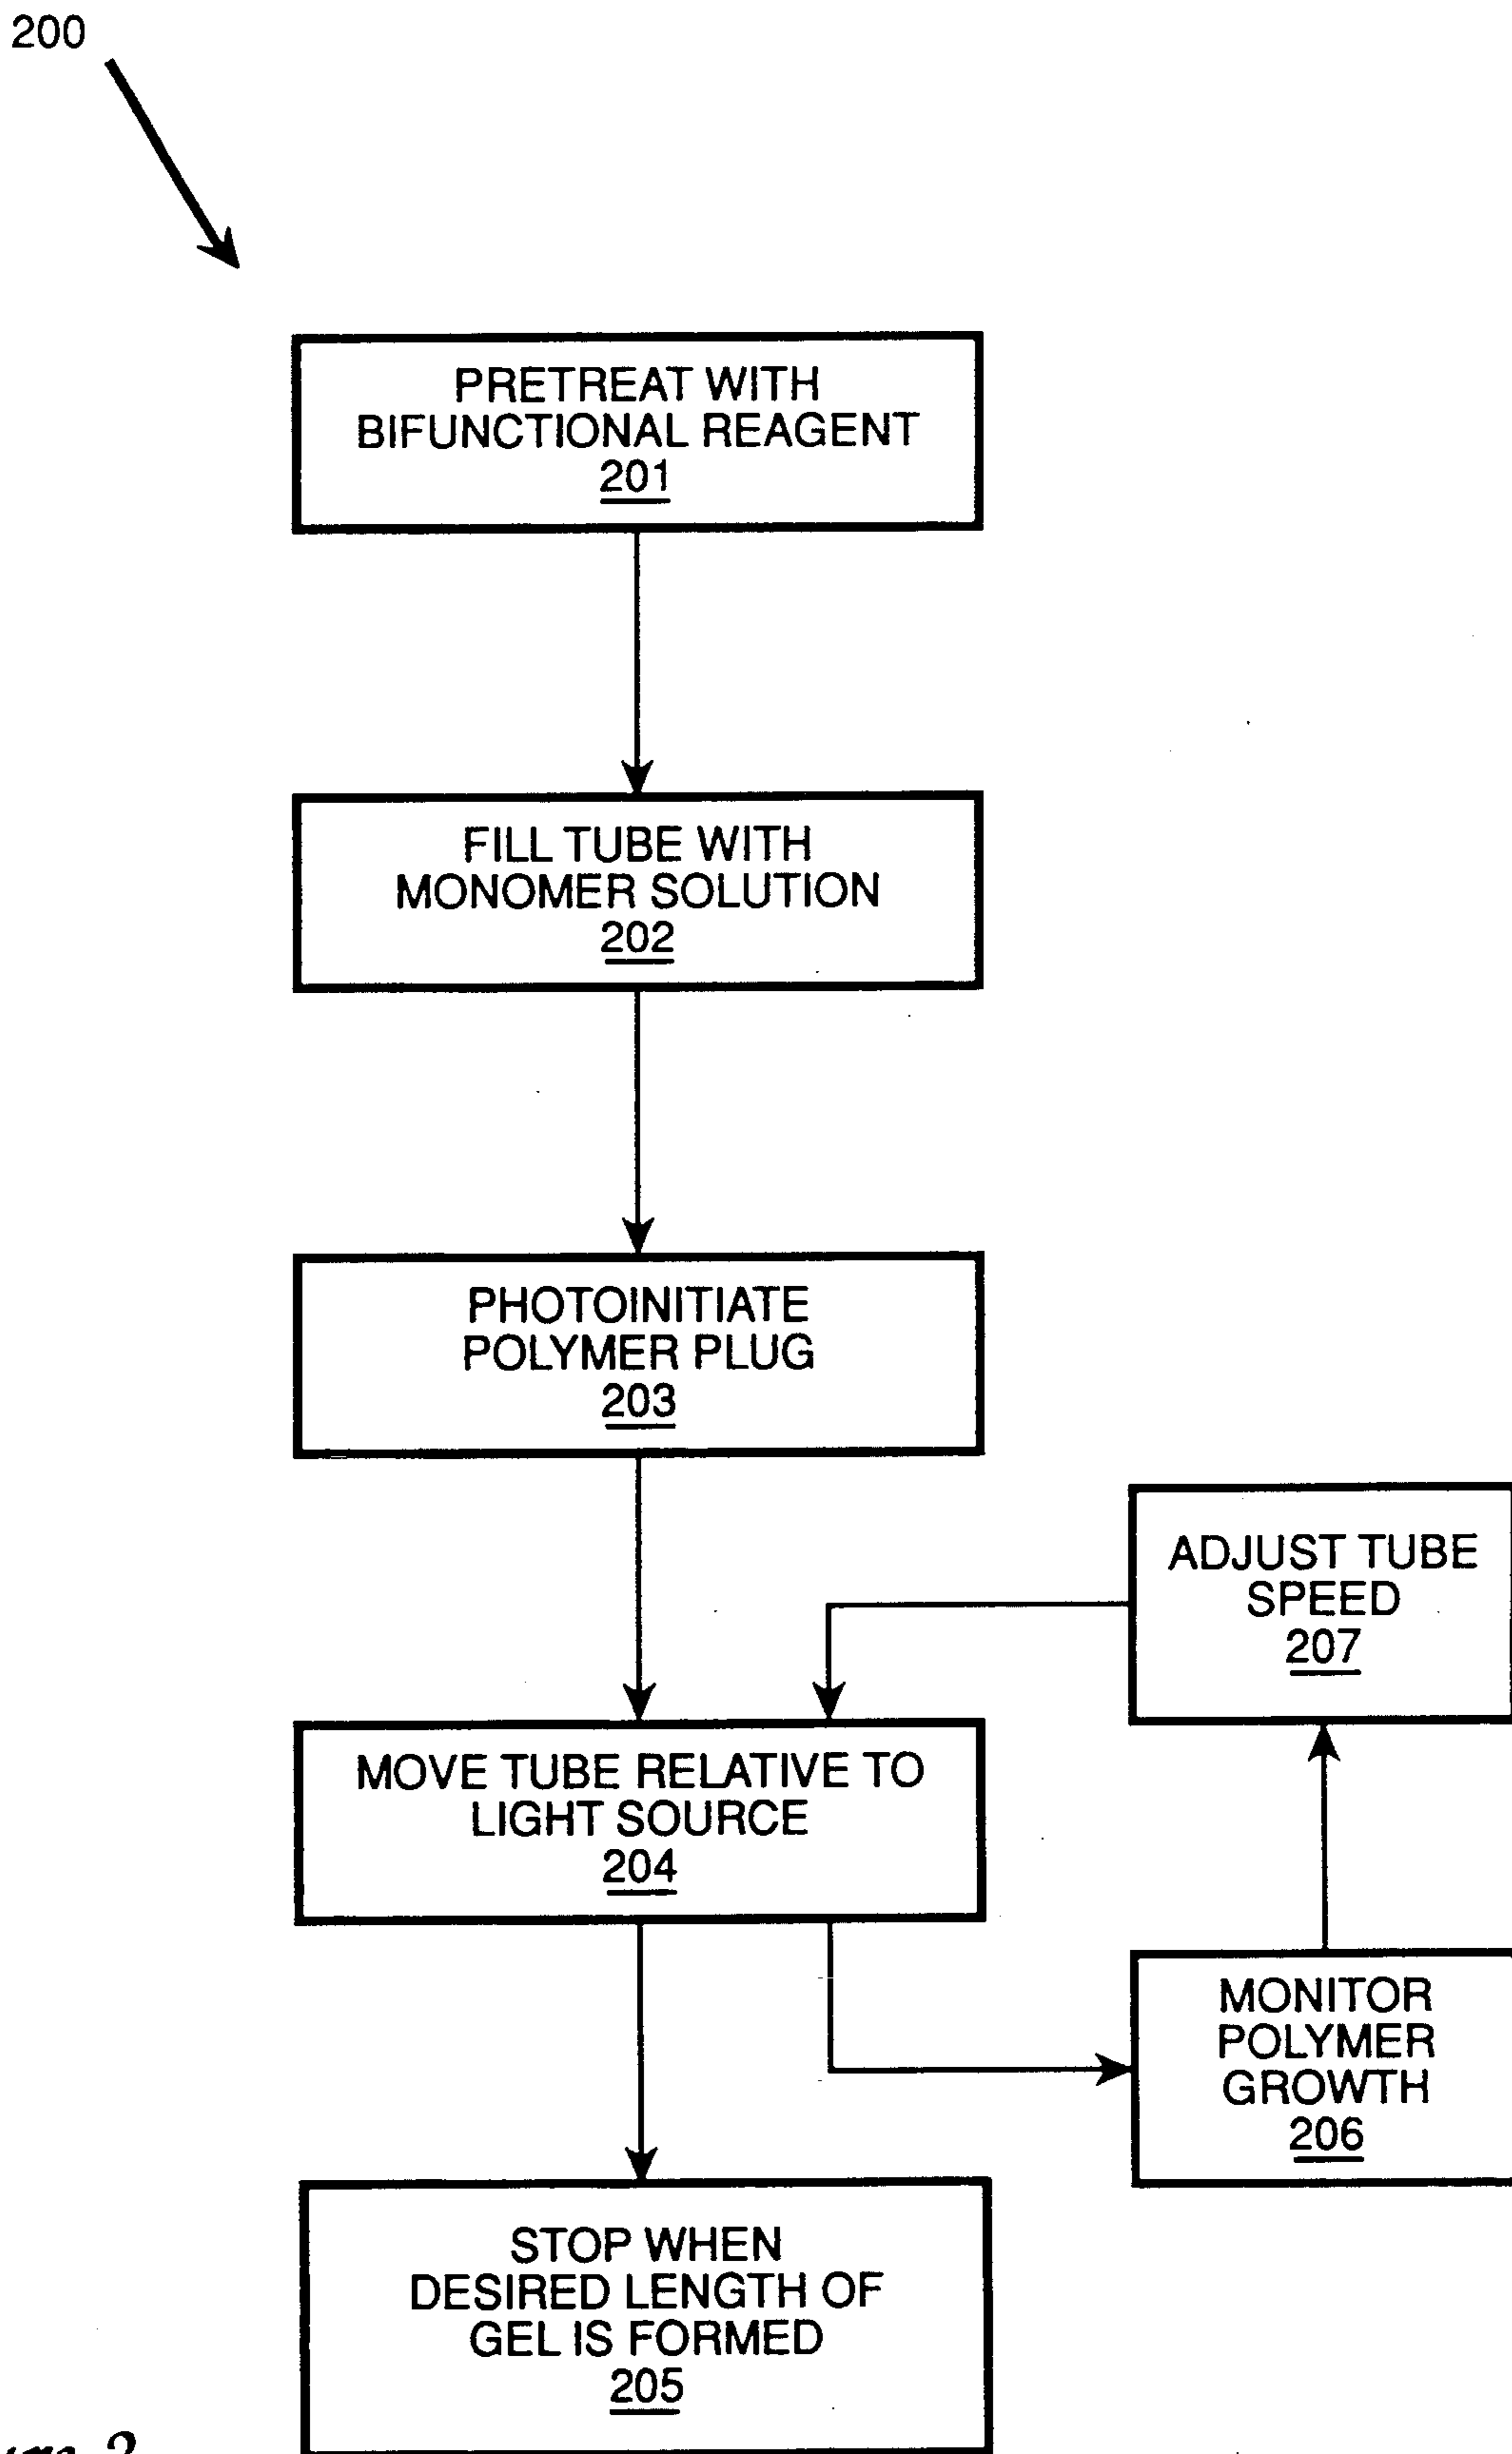 200
PRETREAT WITH
BIFUNCTIONAL REAGENT
201
FILL TUBE WITH
MONOMER SOLUTION
202
PHOTOINITIATE
POLYMER PLUG
203
ADJUST TUBE
SPEED
207
MOVE TUBE RELATIVE TO
LIGHT SOURCE
204
MONITOR
POLYMER
GROWTH
206
STOP WHEN
DESIRED LENGTH OF
GEL IS FORMED
205
2